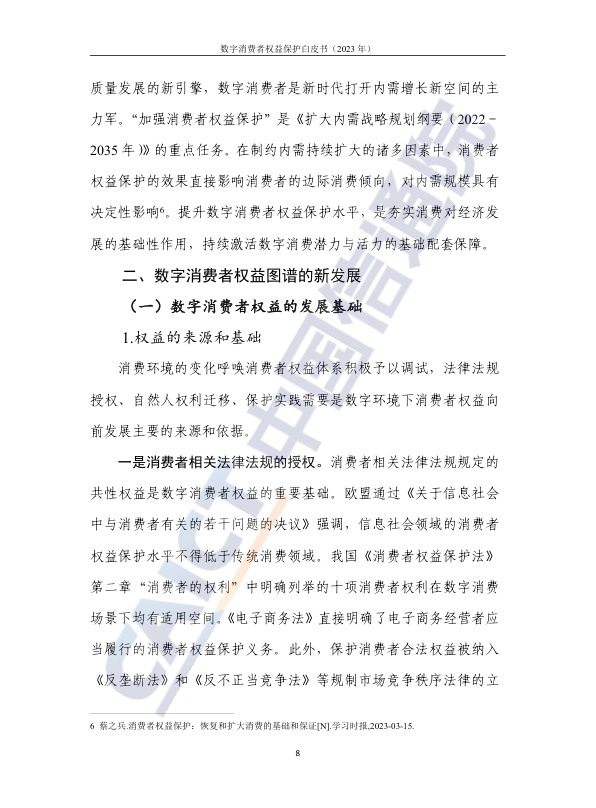 数字消费者权益保护白皮书（2023 年）
质量发展的新引擎，数字消费者是新时代打开内需增长新空间的主
力军。“加强消费者权益保护”是《扩大内需战略规划纲要（2022－
2035 年）》的重点任务。在制约内需持续扩大的诸多因素中，消费者
权益保护的效果直接影响消费者的边际消费倾向，对内需规模具有
决定性影响6。提升数字消费者权益保护水平，是夯实消费对经济发
展的基础性作用，持续激活数字消费潜力与活力的基础配套保障。
二、数字消费者权益图谱的新发展
（一）数字消费者权益的发展基础
1.权益的来源和基础
消费环境的变化呼唤消费者权益体系积极予以调试，法律法规
授权、自然人权利迁移、保护实践需要是数字环境下消费者权益向
前发展主要的来源和依据。
一是消费者相关法律法规的授权。消费者相关法律法规规定的
共性权益是数字消费者权益的重要基础。欧盟通过《关于信息社会
中与消费者有关的若干问题的决议》强调，信息社会领域的消费者
权益保护水平不得低于传统消费领域。我国《消费者权益保护法》
第二章“消费者的权利”中明确列举的十项消费者权利在数字消费
场景下均有适用空间。《电子商务法》直接明确了电子商务经营者应
当履行的消费者权益保护义务。此外，保护消费者合法权益被纳入
《反垄断法》和《反不正当竞争法》等规制市场竞争秩序法律的立
6 蔡之兵.消费者权益保护：恢复和扩大消费的基础和保证[N].学习时报,2023-03-15.
8
CAICT 中国信通院